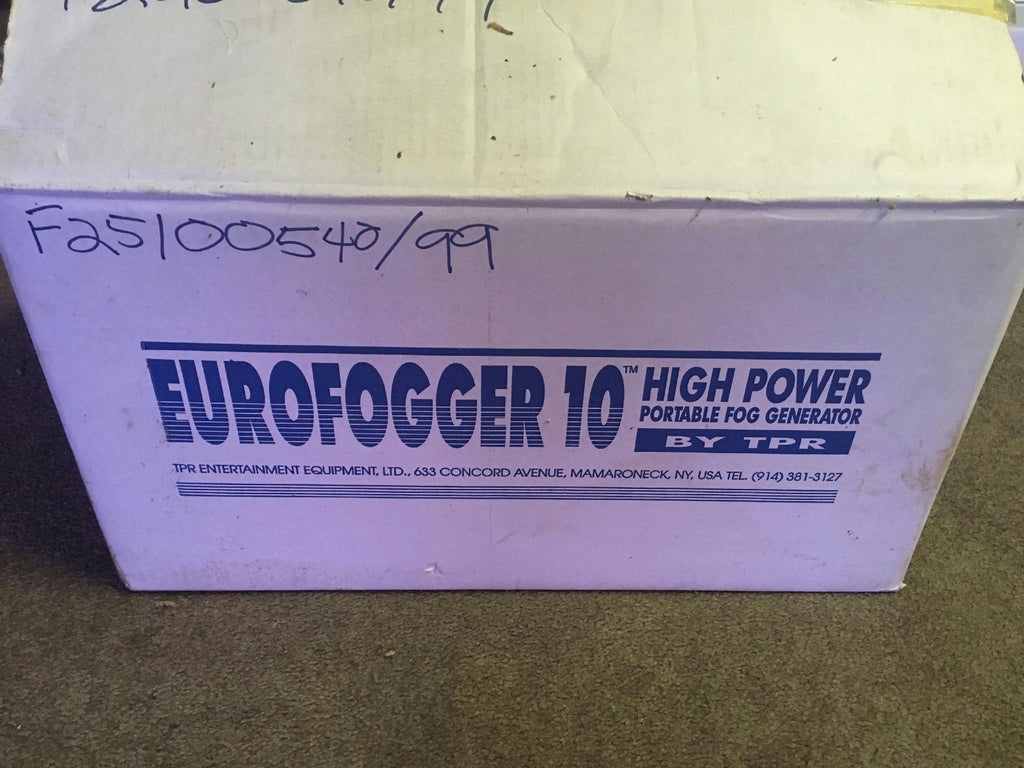 F25100540/99
EUROFOGGER 10™ HIGH POWER
PORTABLE FOG GENERATOR
BY TPR
TPR ENTERTAINMENT EQUIPMENT, LTD., 633 CONCORD AVENUE, MAMARONECK, NY, USA TEL. (914) 381-3127